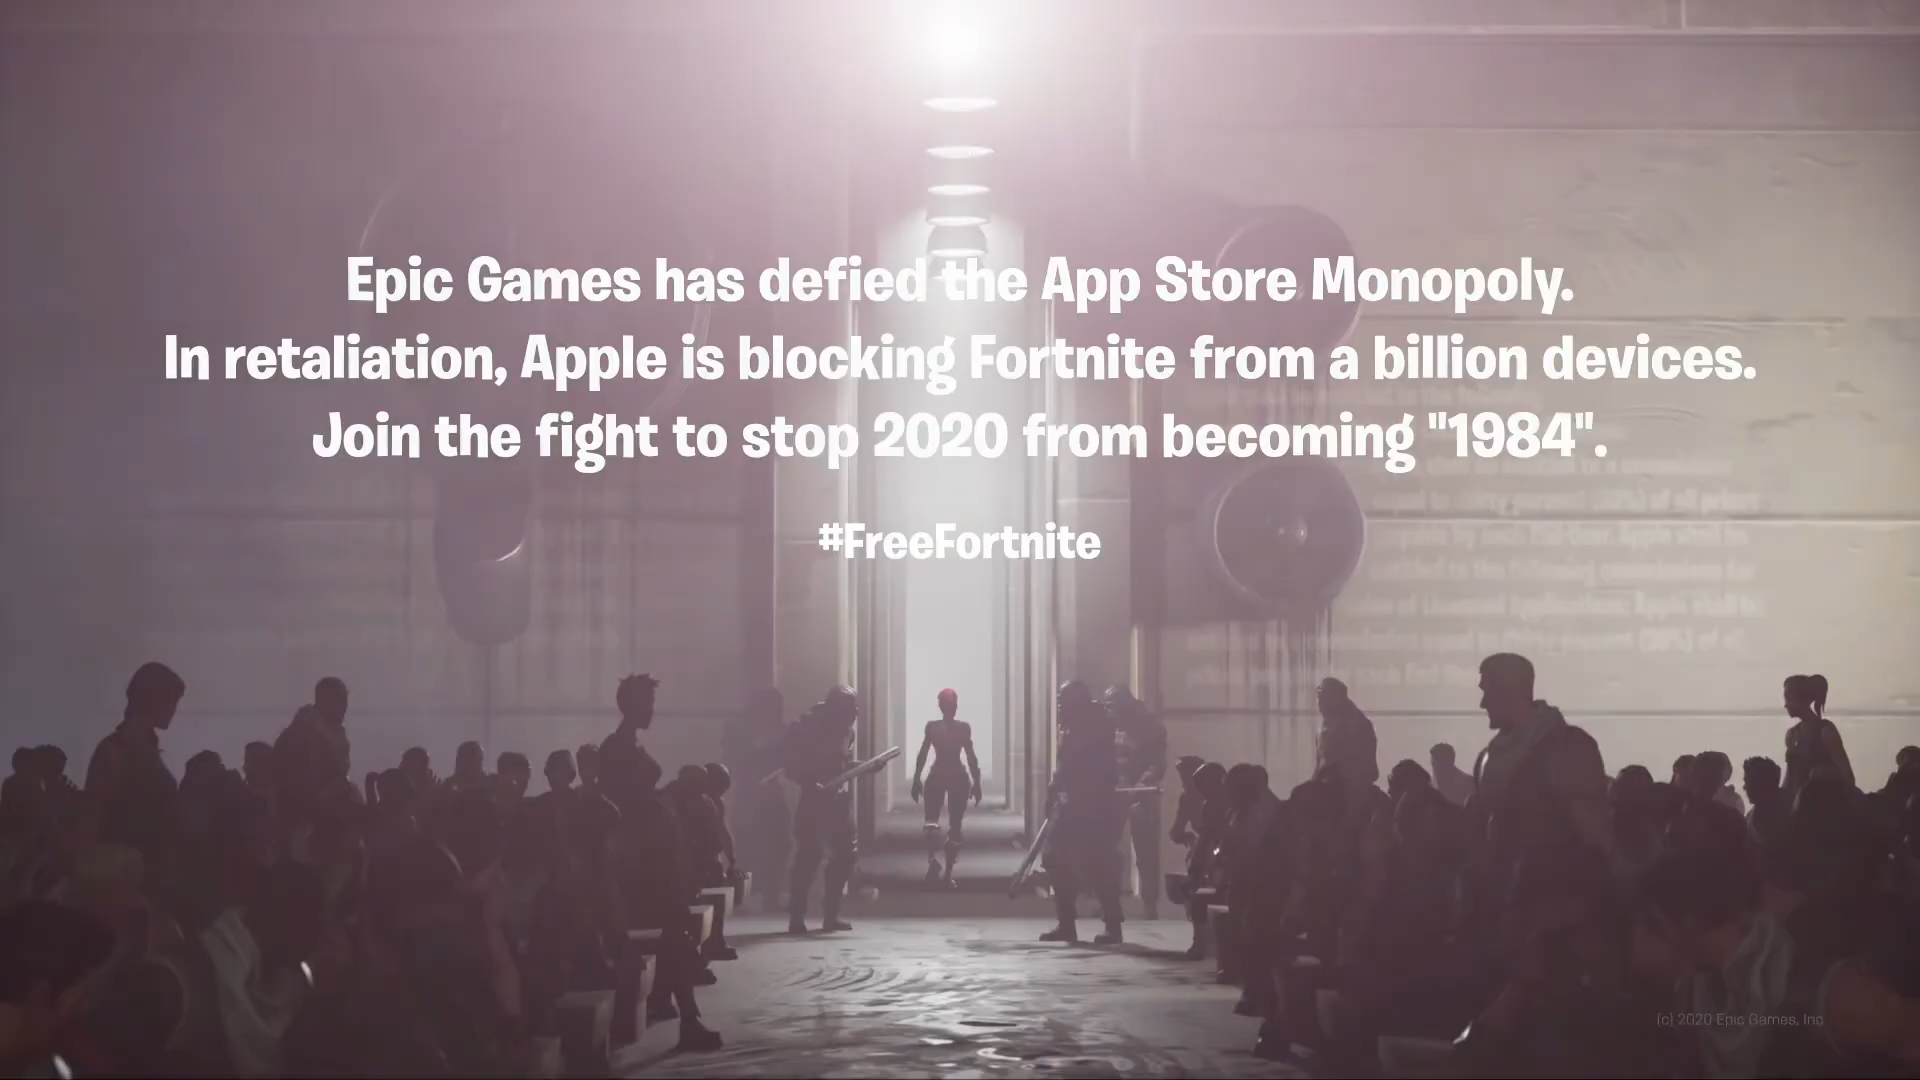 Epic Games has defied the App Store Monopoly.
In retaliation, Apple is blocking Fortnite from a billion devices.
Join the fight to stop 2020 from becoming "1984".
#FreeFortnite
(c) 2020 Epic Games, Inc